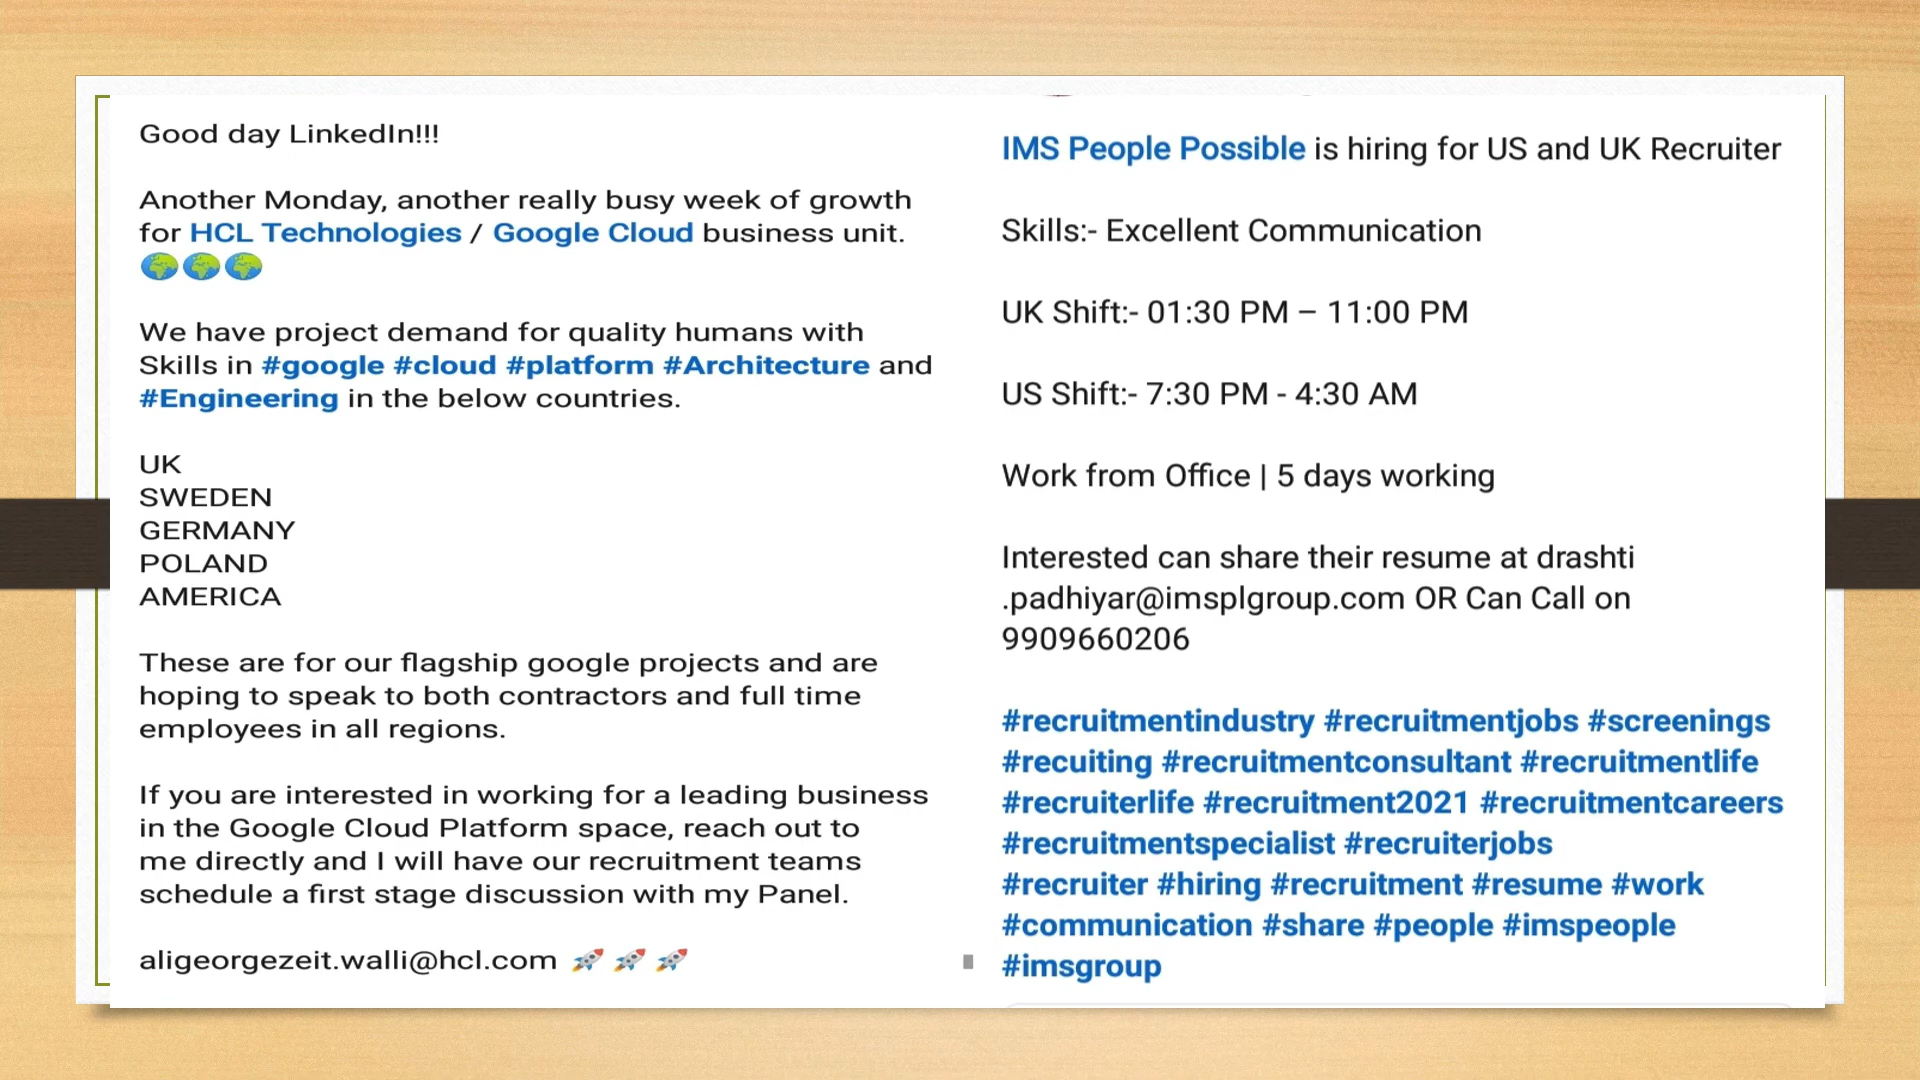 Good day LinkedIn!!!
Another Monday, another really busy week of growth
for HCL Technologies / Google Cloud business unit.
🌍🌍🌍
We have project demand for quality humans with
Skills in #google #cloud #platform #Architecture and
#Engineering in the below countries.
UK
SWEDEN
GERMANY
POLAND
AMERICA
These are for our flagship google projects and are
hoping to speak to both contractors and full time
employees in all regions.
If you are interested in working for a leading business
in the Google Cloud Platform space, reach out to
me directly and I will have our recruitment teams
schedule a first stage discussion with my Panel.
aligeorgezeit.walli@hcl.com 🚀🚀🚀
IMS People Possible is hiring for US and UK Recruiter
Skills:- Excellent Communication
UK Shift:- 01:30 PM – 11:00 PM
US Shift:- 7:30 PM - 4:30 AM
Work from Office | 5 days working
Interested can share their resume at drashti
.padhiyar@imsplgroup.com OR Can Call on
9909660206
#recruitmentindustry #recruitmentjobs #screenings
#recuiting #recruitmentconsultant #recruitmentlife
#recruiterlife #recruitment2021 #recruitmentcareers
#recruitmentspecialist #recruiterjobs
#recruiter #hiring #recruitment #resume #work
#communication #share #people #imspeople
#imsgroup